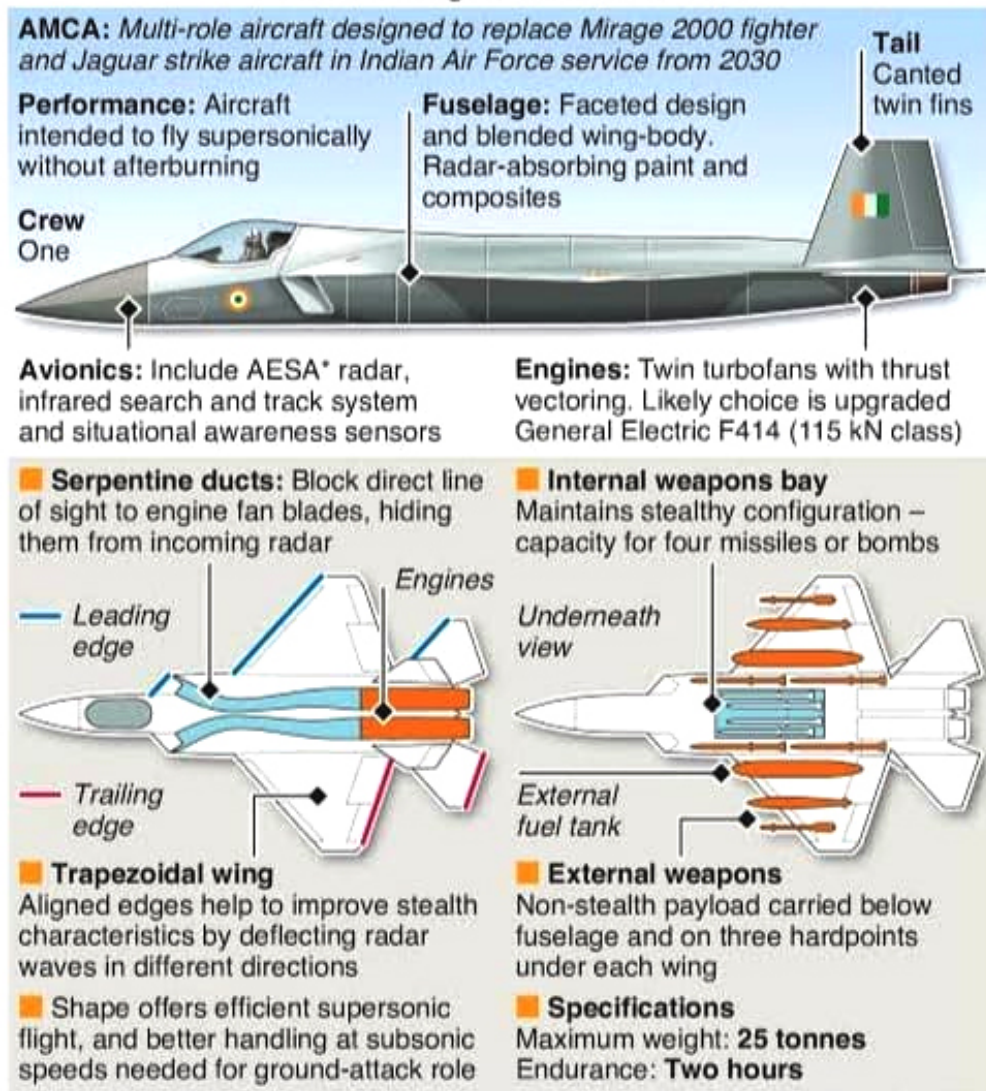 AMCA: Multi-role aircraft designed to replace Mirage 2000 fighter
and Jaguar strike aircraft in Indian Air Force service from 2030
Tail
Canted
twin fins
Performance: Aircraft
intended to fly supersonically
without afterburning
Fuselage: Faceted design
and blended wing-body.
Radar-absorbing paint and
composites
Crew
One
Avionics: Include AESA* radar,
infrared search and track system
and situational awareness sensors
Engines: Twin turbofans with thrust
vectoring. Likely choice is upgraded
General Electric F414 (115 kN class)
Serpentine ducts: Block direct line
of sight to engine fan blades, hiding
them from incoming radar
Engines
Leading
edge
Trailing
edge
Trapezoidal wing
Aligned edges help to improve stealth
characteristics by deflecting radar
waves in different directions
Shape offers efficient supersonic
flight, and better handling at subsonic
speeds needed for ground-attack role
Internal weapons bay
Maintains stealthy configuration –
capacity for four missiles or bombs
Underneath
view
External
fuel tank
External weapons
Non-stealth payload carried below
fuselage and on three hardpoints
under each wing
Specifications
Maximum weight: 25 tonnes
Endurance: Two hours